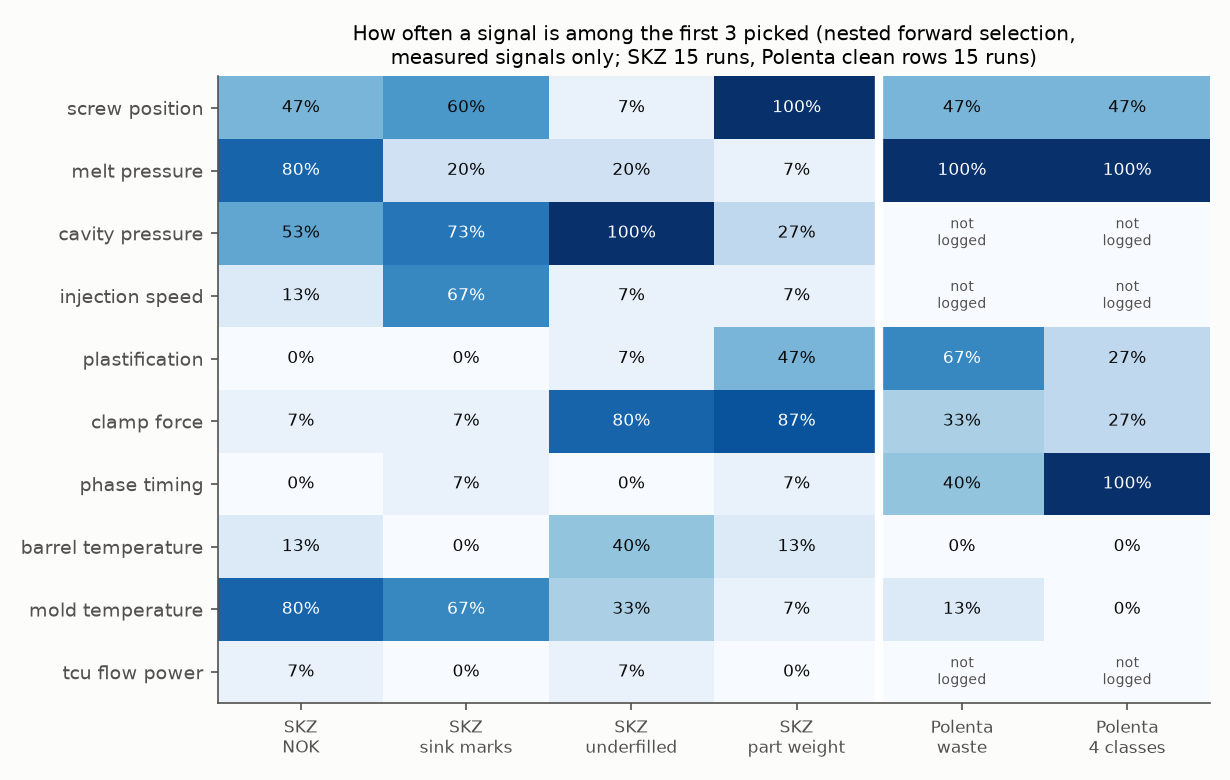 How often a signal is among the first 3 picked (nested forward selection,
measured signals only; SKZ 15 runs, Polenta clean rows 15 runs)
screw position 47% 60% 7% 100% 47% 47%
melt pressure 80% 20% 20% 7% 100% 100%
cavity pressure 53% 73% 100% 27% not logged not logged
injection speed 13% 67% 7% 7% not logged not logged
plastification 0% 0% 7% 47% 67% 27%
clamp force 7% 7% 80% 87% 33% 27%
phase timing 0% 7% 0% 7% 40% 100%
barrel temperature 13% 0% 40% 13% 0% 0%
mold temperature 80% 67% 33% 7% 13% 0%
tcu flow power 7% 0% 7% 0% not logged not logged
SKZ NOK
SKZ sink marks
SKZ underfilled
SKZ part weight
Polenta waste
Polenta 4 classes